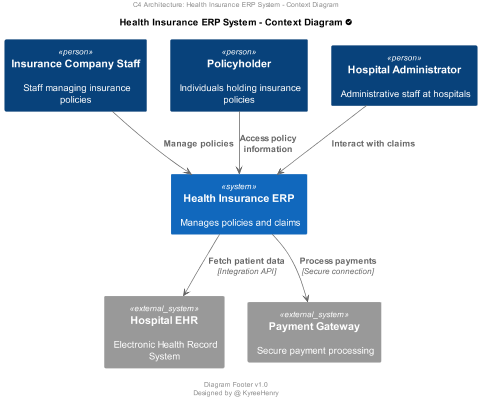 C4 Architecture: Health Insurance ERP System - Context Diagram
Health Insurance ERP System - Context Diagram
«person»
Insurance Company Staff
Staff managing insurance
policies
«person»
Policyholder
Individuals holding insurance
policies
«person»
Hospital Administrator
Administrative staff at hospitals
Manage policies
Access policy
information
Interact with claims
«system»
Health Insurance ERP
Manages policies and claims
Fetch patient data
[Integration API]
Process payments
[Secure connection]
«external_system»
Hospital EHR
Electronic Health Record
System
«external_system»
Payment Gateway
Secure payment processing
Diagram Footer v1.0
Designed by @ KyreeHenry